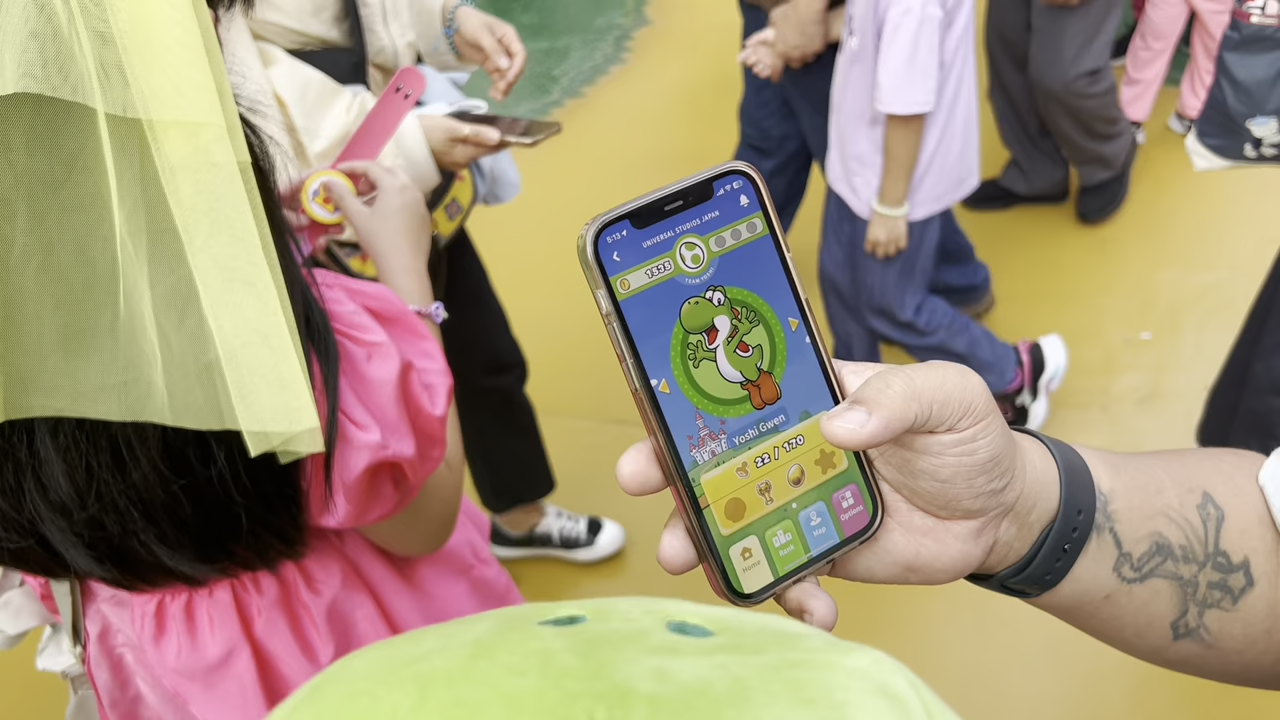 5:13
UNIVERSAL STUDIOS JAPAN
1535
TEAM YOSHI
Yoshi Gwen
22 / 170
Home
Rank
Map
Options